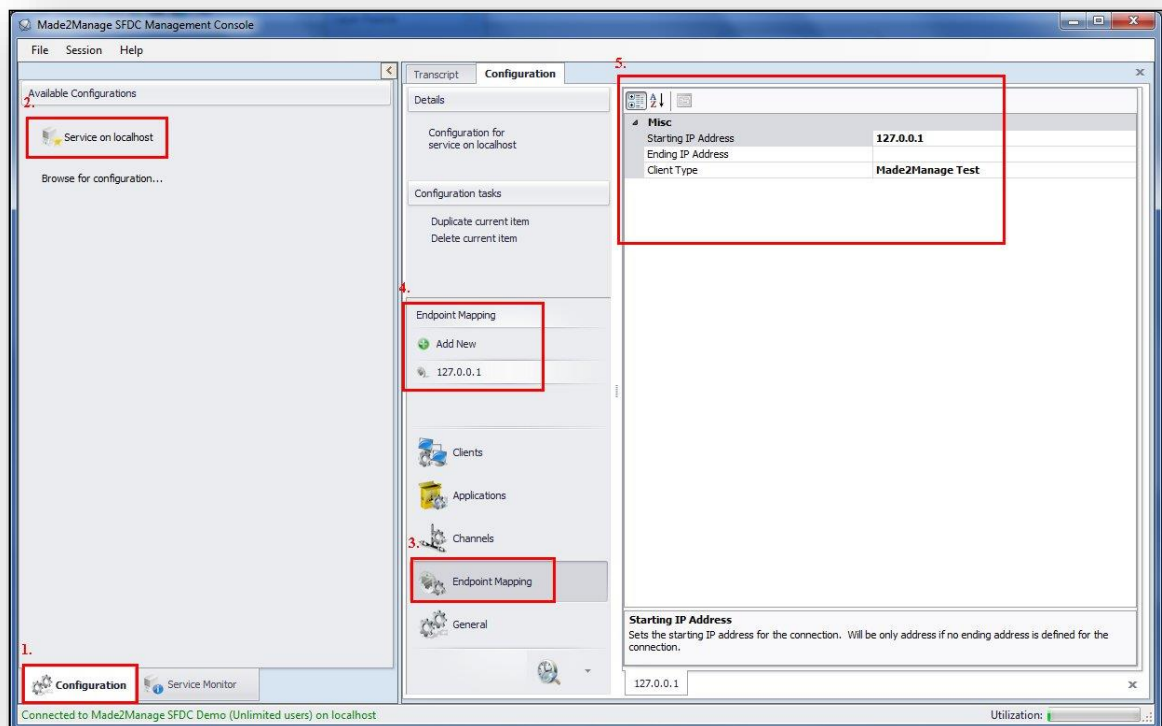 Made2Manage SFDC Management Console
File Session Help
Available Configurations
2.
Service on localhost
Browse for configuration...
1.
Configuration
Service Monitor
Transcript
Configuration
Details
Configuration for
service on localhost
Configuration tasks
Duplicate current item
Delete current item
4.
Endpoint Mapping
Add New
127.0.0.1
Clients
Applications
Channels
3.
Endpoint Mapping
General
5.
Misc
Starting IP Address 127.0.0.1
Ending IP Address
Client Type Made2Manage Test
Starting IP Address
Sets the starting IP address for the connection. Will be only address if no ending address is defined for the
connection.
127.0.0.1
Connected to Made2Manage SFDC Demo (Unlimited users) on localhost
Utilization: